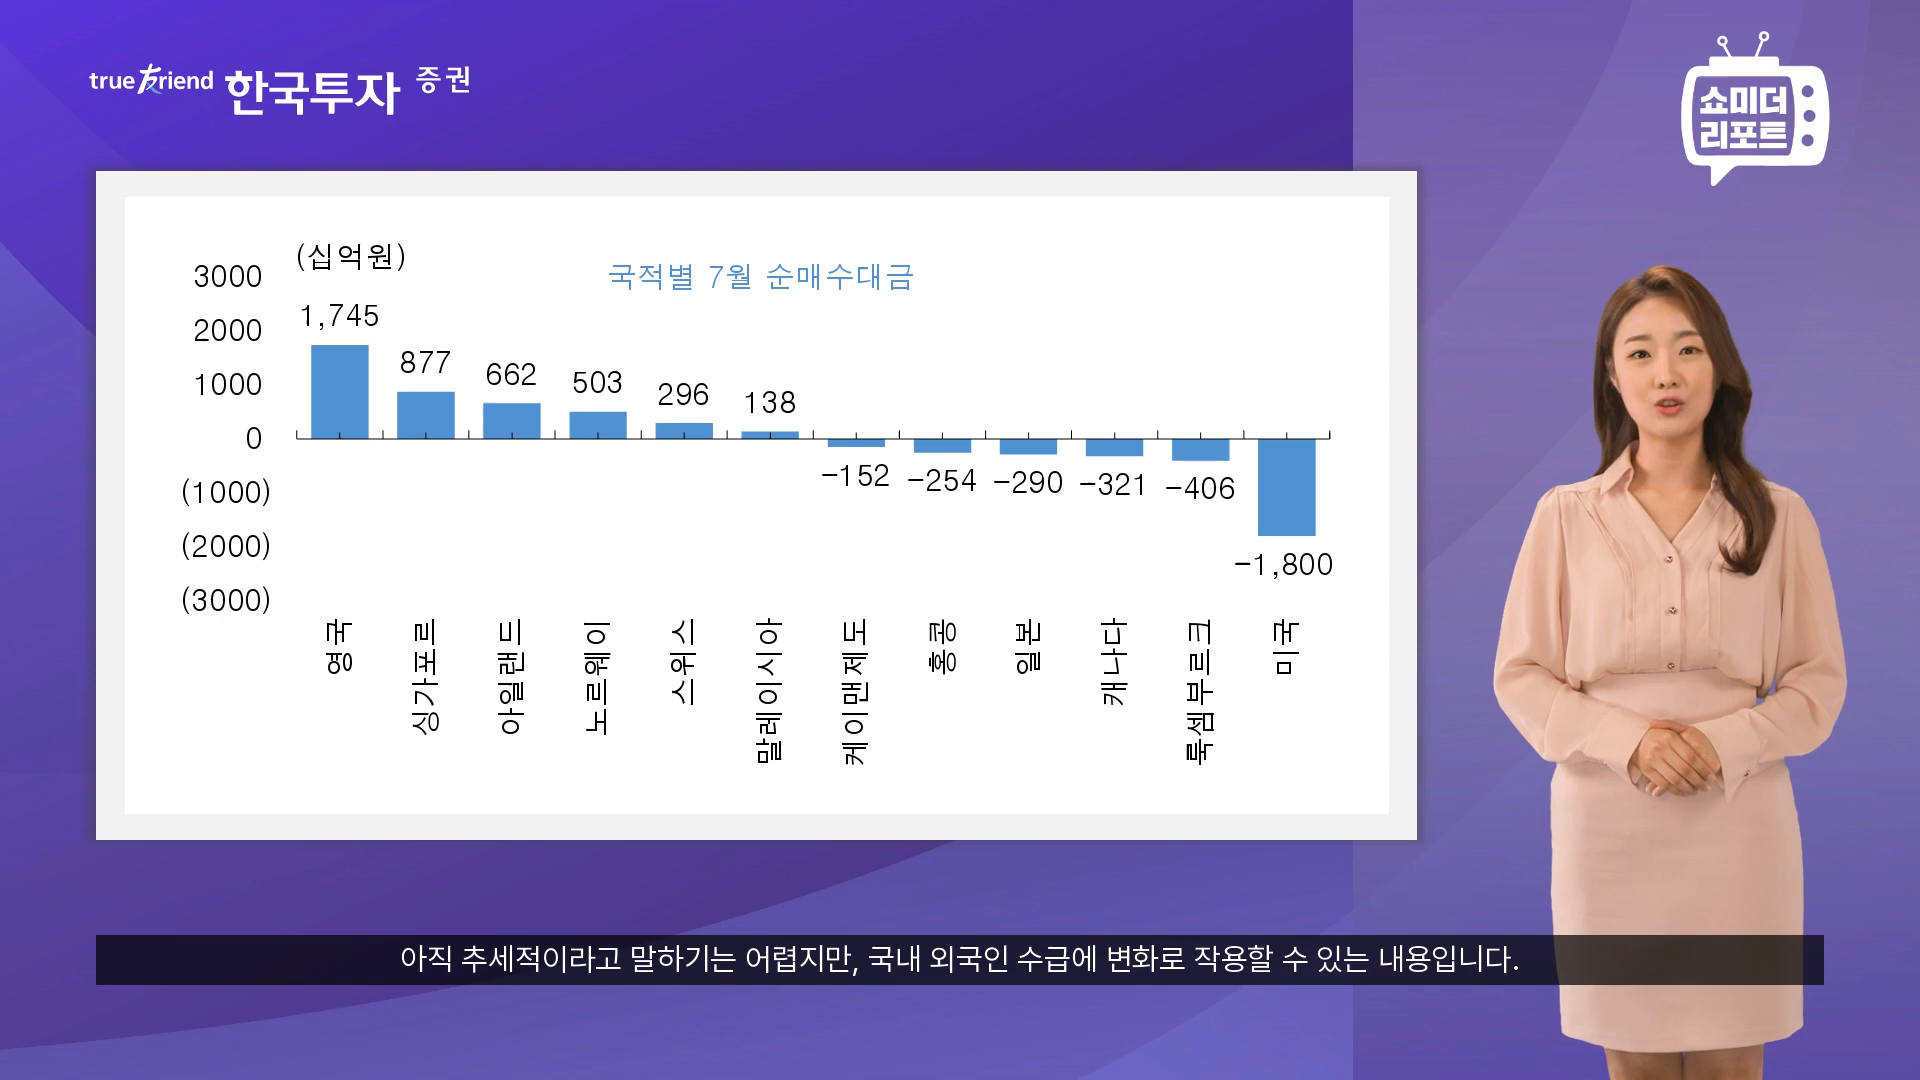 true friend 한국투자 증권
쇼미더
리포트
(십억원)
국적별 7월 순매수대금
3000
2000
1000
0
(1000)
(2000)
(3000)
1,745
877
662
503
296
138
-152
-254
-290
-321
-406
-1,800
영국
싱가포르
아일랜드
노르웨이
스위스
말레이시아
케이맨제도
홍콩
일본
캐나다
룩셈부르크
미국
아직 추세적이라고 말하기는 어렵지만, 국내 외국인 수급에 변화로 작용할 수 있는 내용입니다.